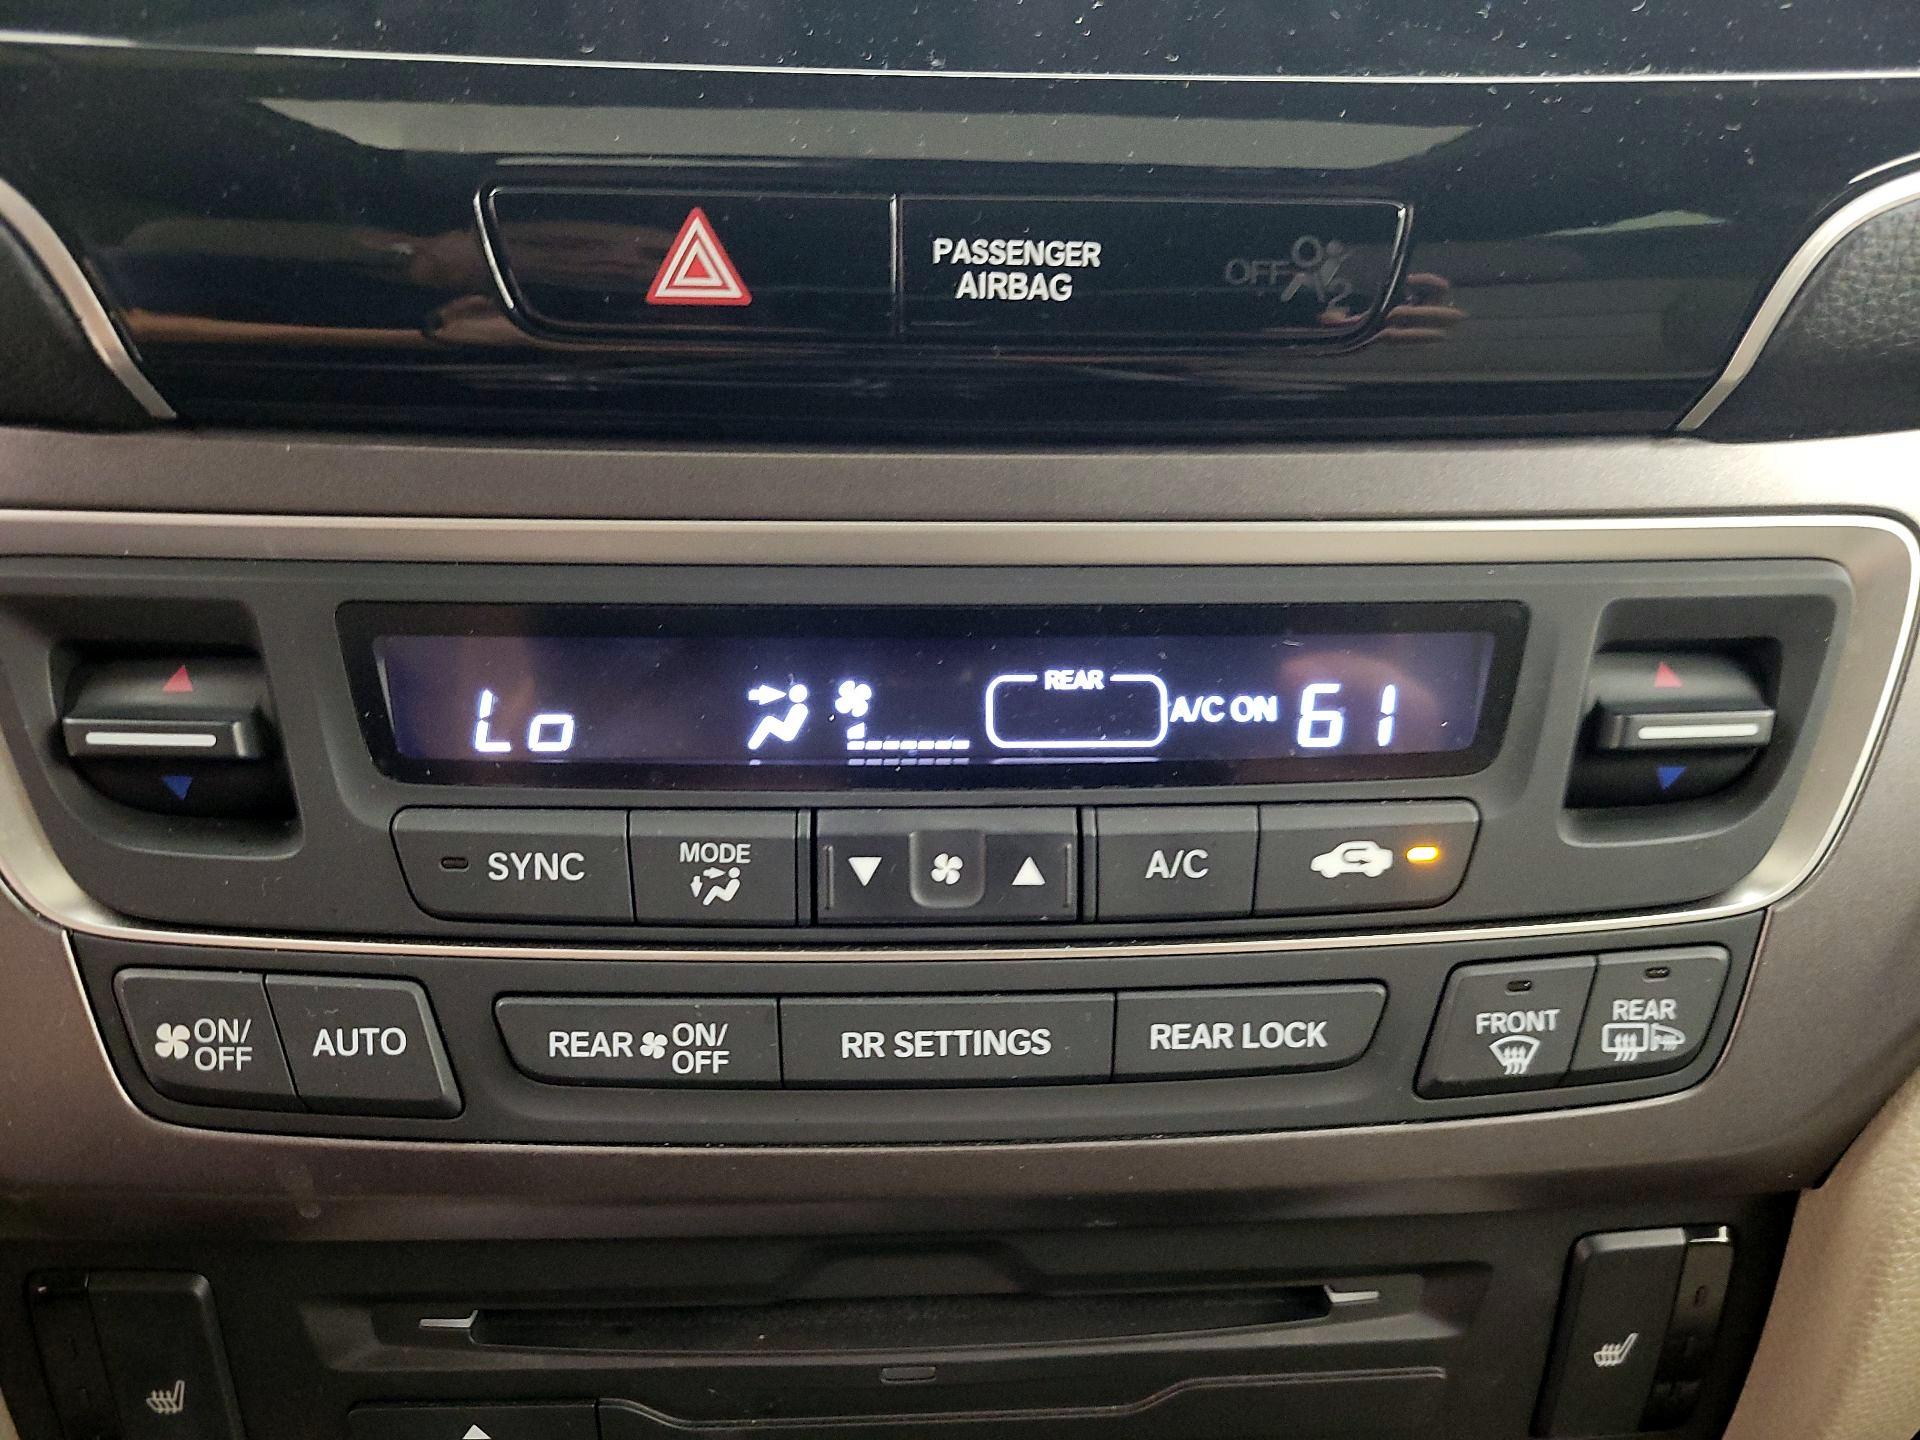 PASSENGER
AIRBAG
OFF
2
Lo
REAR
A/C ON
61
SYNC
MODE
A/C
ON/
OFF
AUTO
REAR
ON/
OFF
RR SETTINGS
REAR LOCK
FRONT
REAR